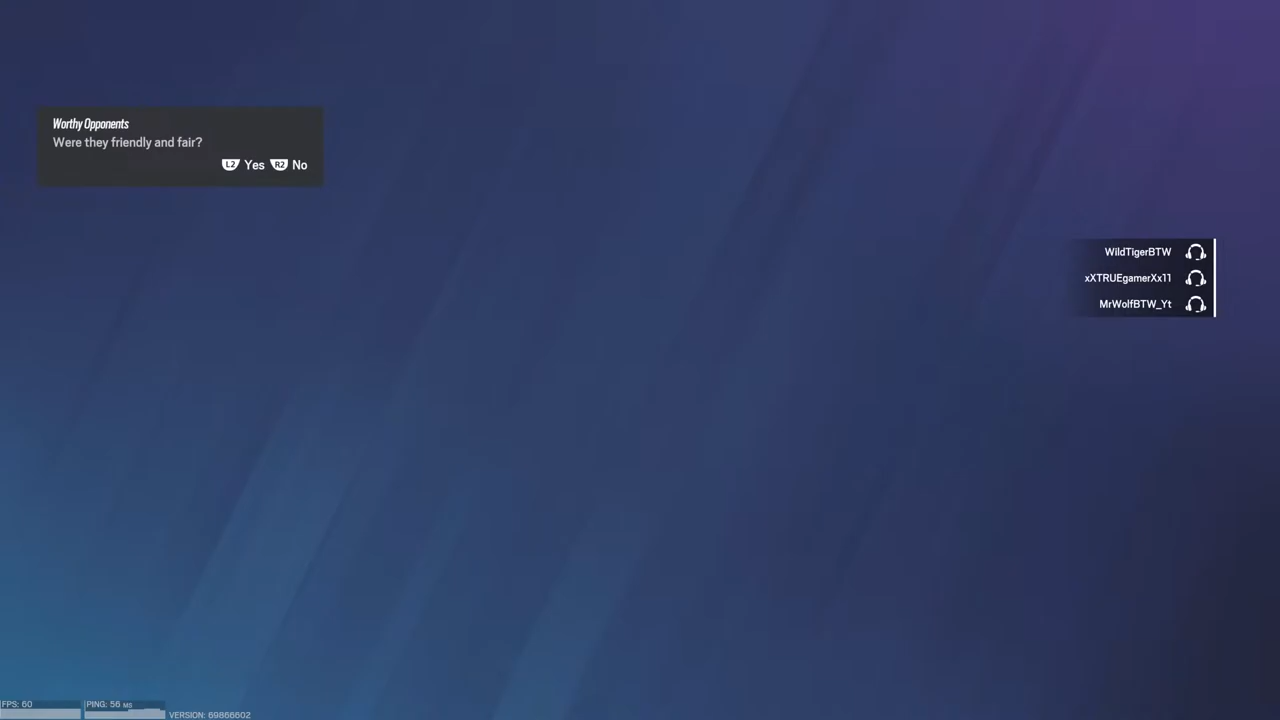 Worthy Opponents
Were they friendly and fair?
L2 Yes R2 No
WildTigerBTW
xXTRUEgamerXx11
MrWolfBTW_Yt
FPS: 60
PING: 56 MS
VERSION: 69866602